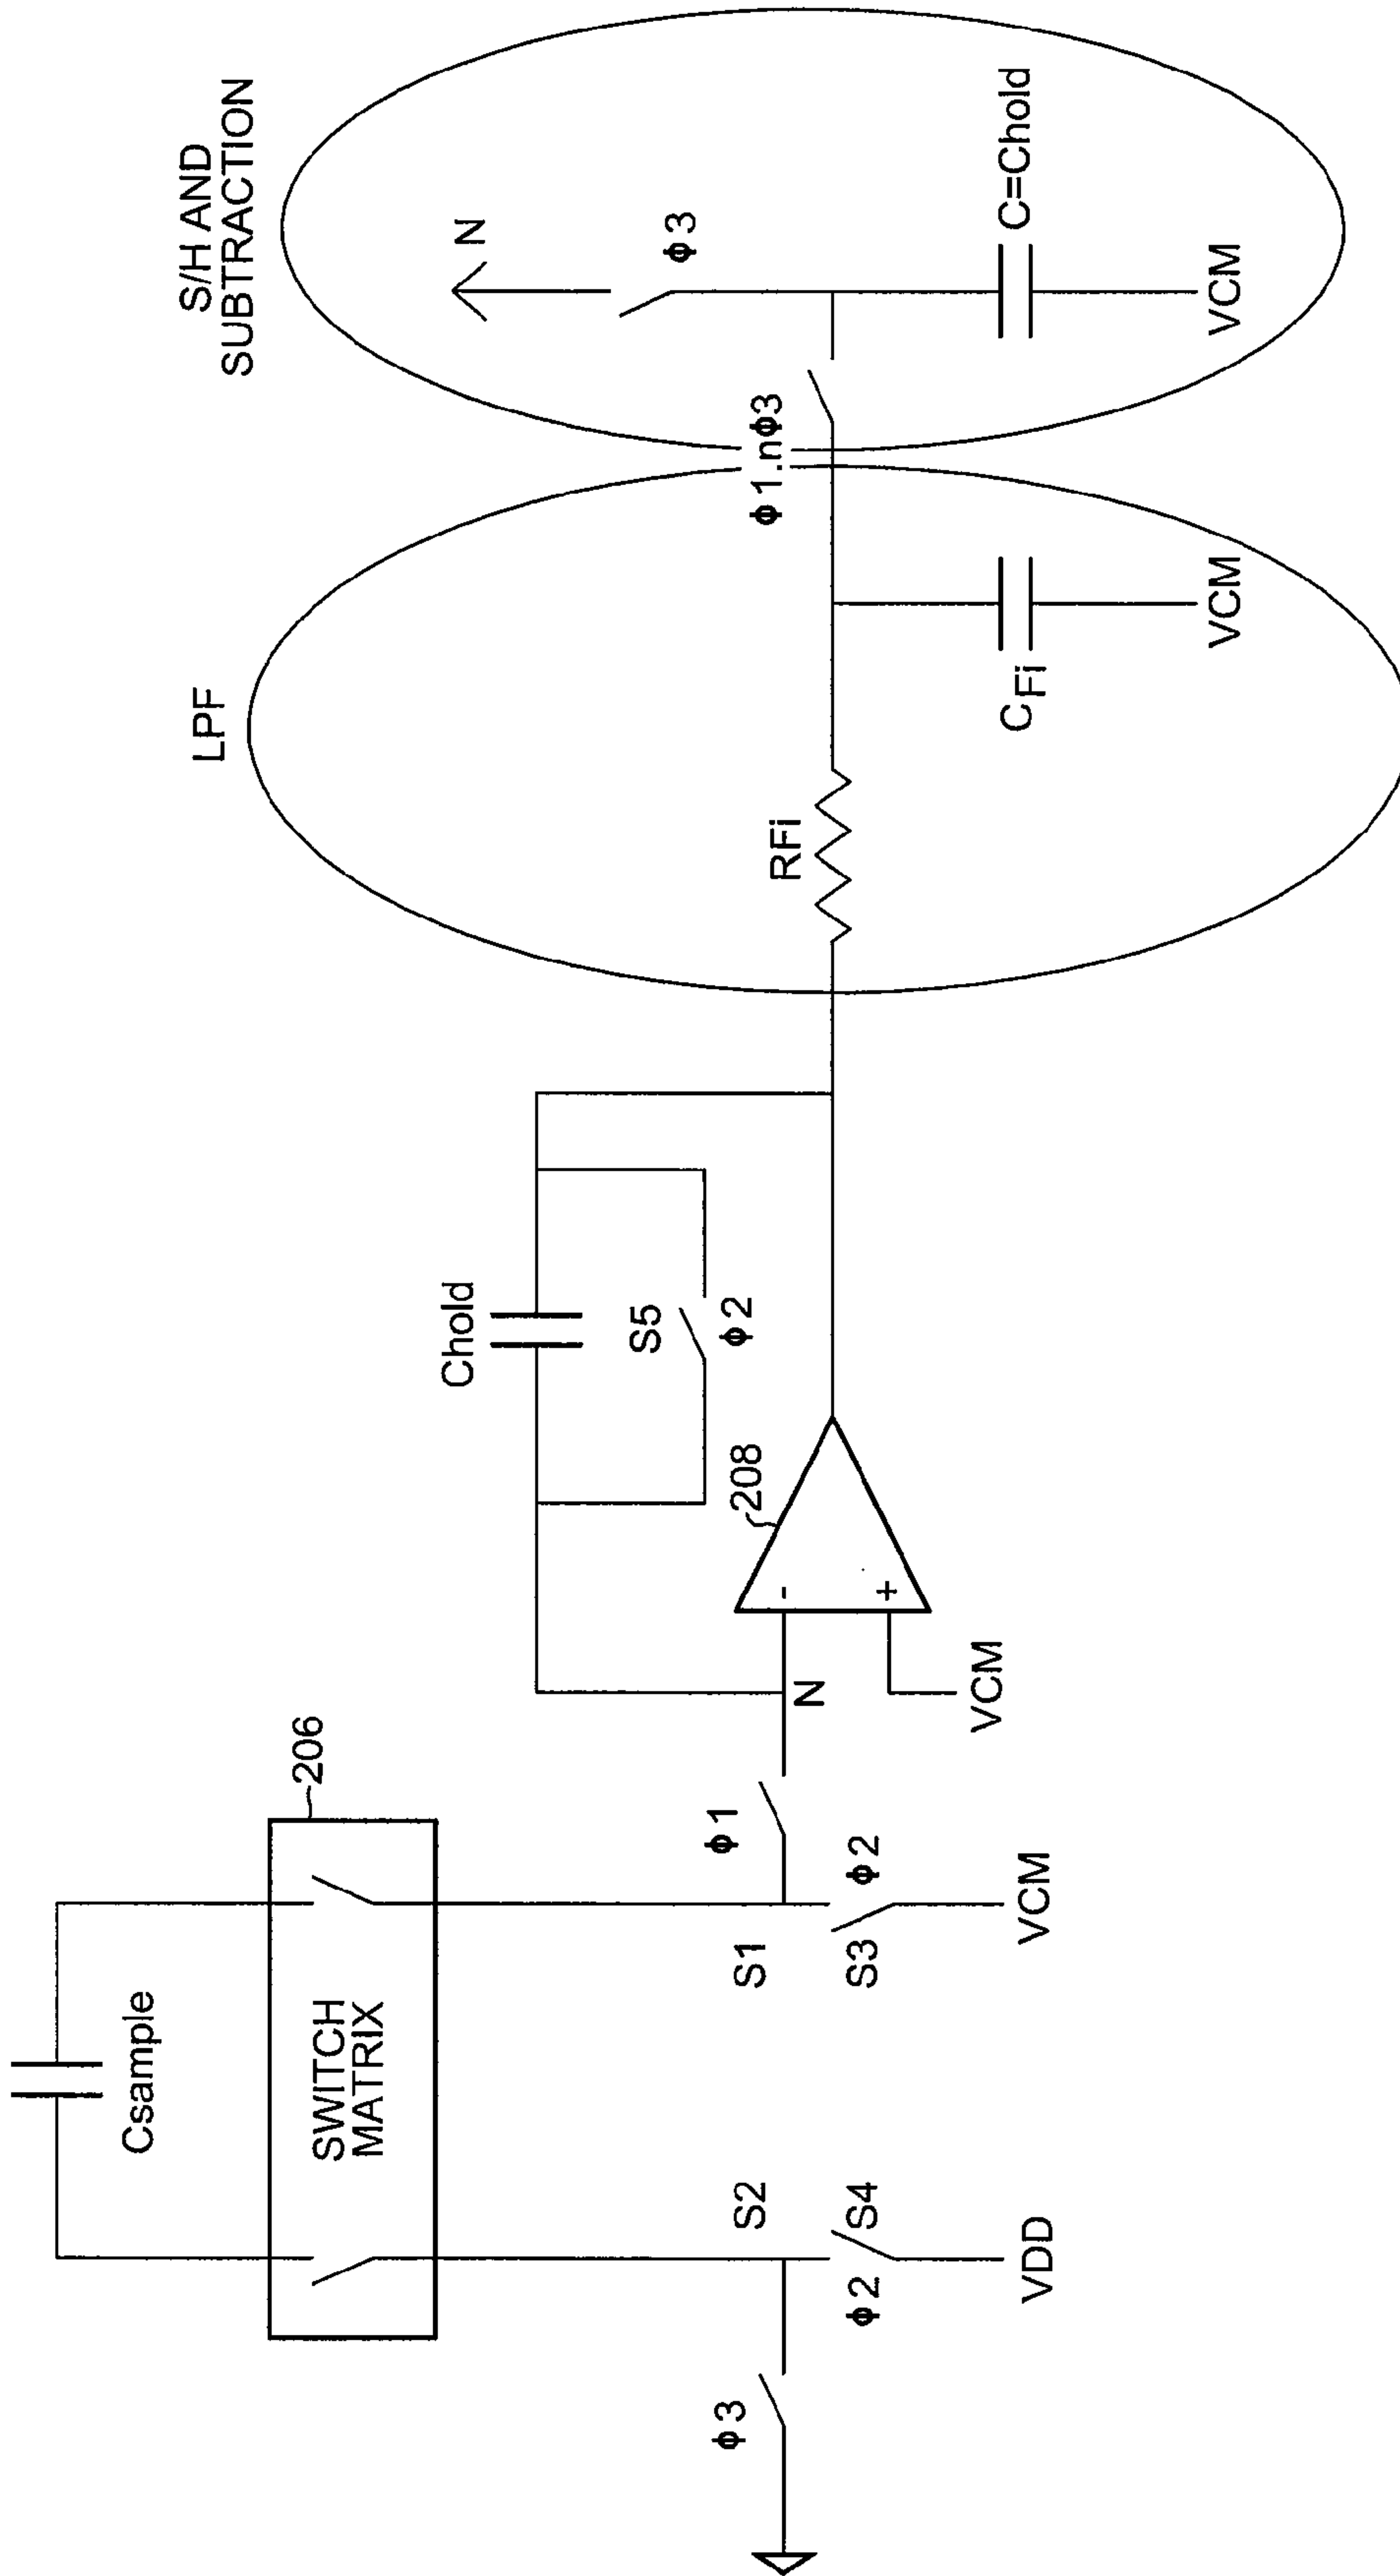 Csample
SWITCH
MATRIX
206
ϕ3
S2
S4
ϕ2
VDD
S1
S3
ϕ2
VCM
ϕ1
N
VCM
-
+
208
Chold
S5
ϕ2
LPF
RFi
CFi
VCM
ϕ1.nϕ3
S/H AND
SUBTRACTION
N
ϕ3
C=Chold
VCM